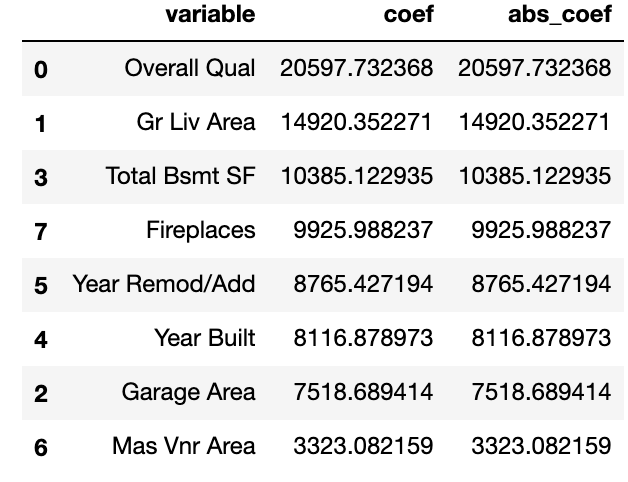 variable coef abs_coef
0 Overall Qual 20597.732368 20597.732368
1 Gr Liv Area 14920.352271 14920.352271
3 Total Bsmt SF 10385.122935 10385.122935
7 Fireplaces 9925.988237 9925.988237
5 Year Remod/Add 8765.427194 8765.427194
4 Year Built 8116.878973 8116.878973
2 Garage Area 7518.689414 7518.689414
6 Mas Vnr Area 3323.082159 3323.082159